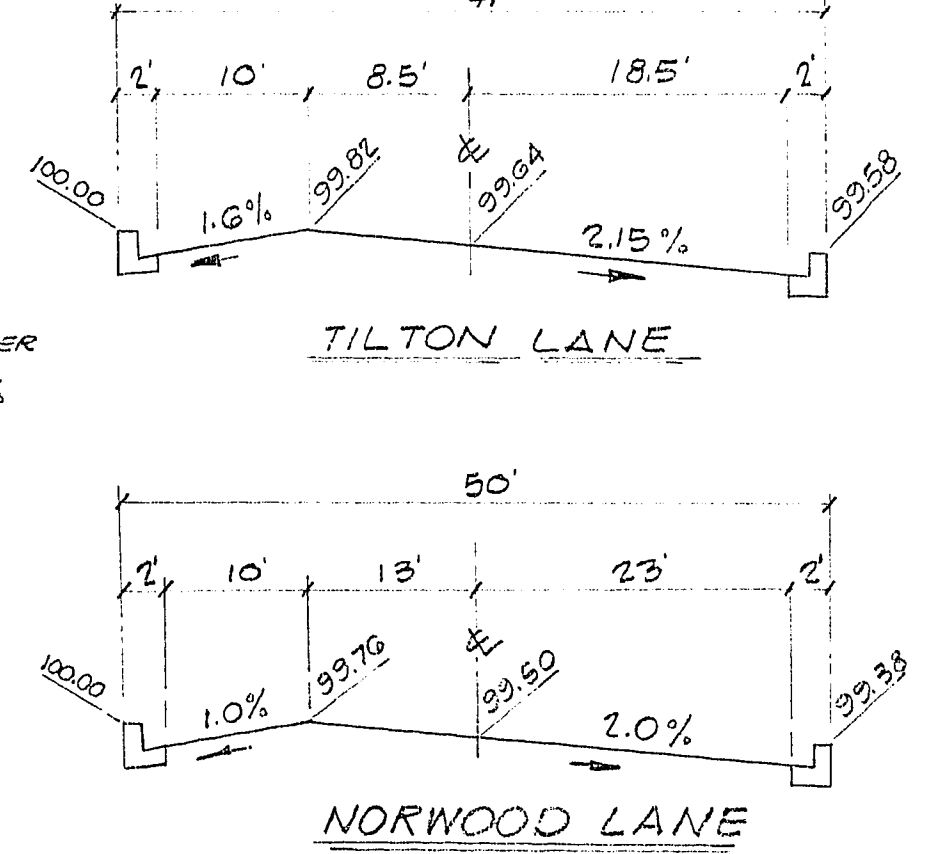 2' 10' 8.5' 18.5' 2'
100.00 99.82 ℄ 99.64 99.58
1.6% 2.15%
TILTON LANE
ER
50'
2' 10' 13' 23' 2'
100.00 99.76 ℄ 99.50 99.38
1.0% 2.0%
NORWOOD LANE